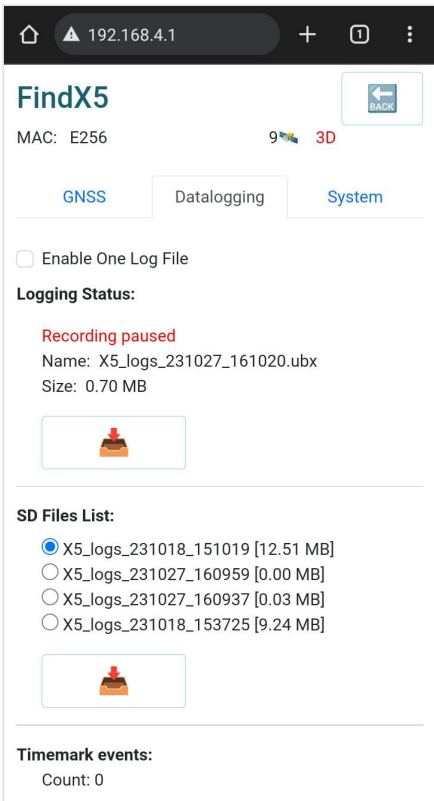 192.168.4.1
1
FindX5
BACK
MAC: E256
9 3D
GNSS Datalogging System
Enable One Log File
Logging Status:
Recording paused
Name: X5_logs_231027_161020.ubx
Size: 0.70 MB
SD Files List:
X5_logs_231018_151019 [12.51 MB]
X5_logs_231027_160959 [0.00 MB]
X5_logs_231027_160937 [0.03 MB]
X5_logs_231018_153725 [9.24 MB]
Timemark events:
Count: 0